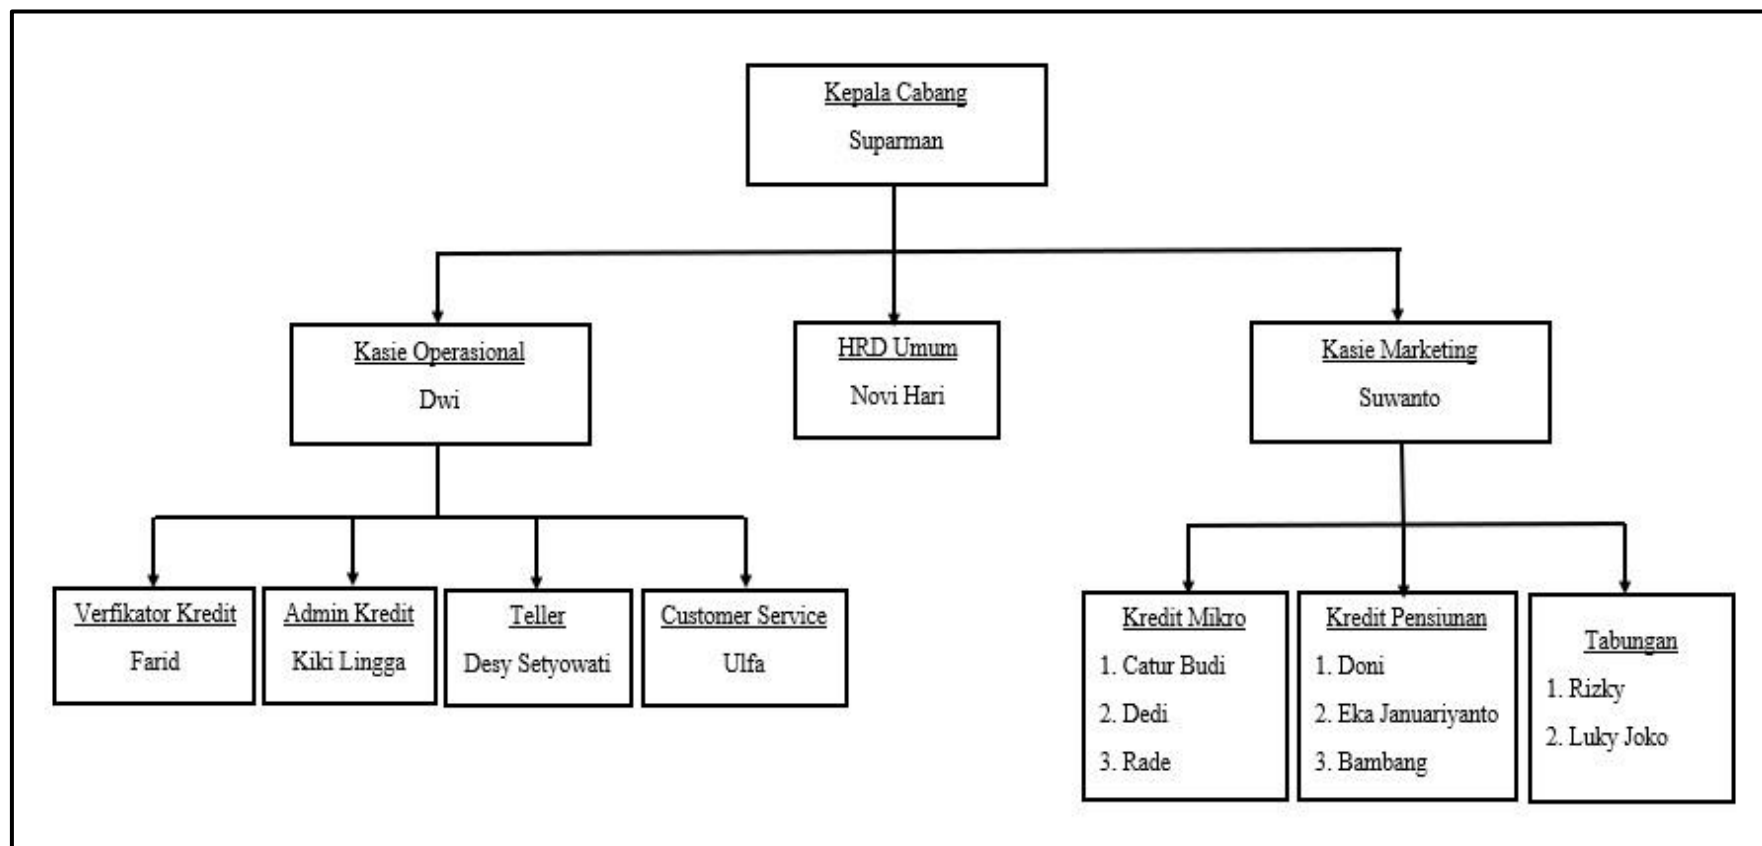 Kepala Cabang
Suparman
Kasie Operasional
Dwi
HRD Umum
Novi Hari
Kasie Marketing
Suwanto
Verfikator Kredit
Farid
Admin Kredit
Kiki Lingga
Teller
Desy Setyowati
Customer Service
Ulfa
Kredit Mikro
1. Catur Budi
2. Dedi
3. Rade
Kredit Pensiunan
1. Doni
2. Eka Januariyanto
3. Bambang
Tabungan
1. Rizky
2. Luky Joko